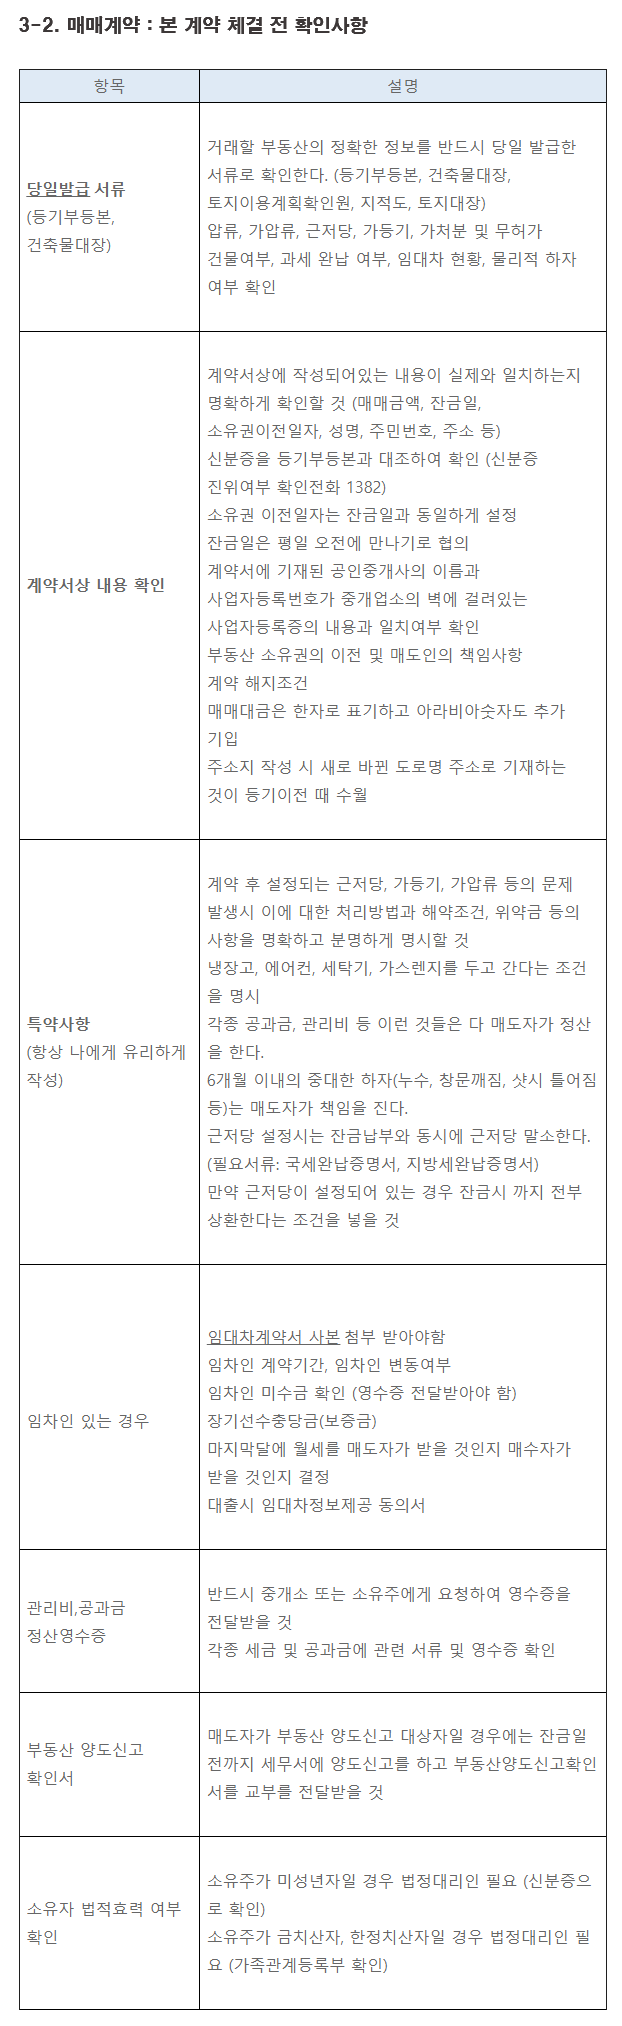 3-2. 매매계약 : 본 계약 체결 전 확인사항
항목
설명
당일발급 서류
(등기부등본,
건축물대장)
거래할 부동산의 정확한 정보를 반드시 당일 발급한
서류로 확인한다. (등기부등본, 건축물대장,
토지이용계획확인원, 지적도, 토지대장)
압류, 가압류, 근저당, 가등기, 가처분 및 무허가
건물여부, 과세 완납 여부, 임대차 현황, 물리적 하자
여부 확인
계약서상 내용 확인
계약서상에 작성되어있는 내용이 실제와 일치하는지
명확하게 확인할 것 (매매금액, 잔금일,
소유권이전일자, 성명, 주민번호, 주소 등)
신분증을 등기부등본과 대조하여 확인 (신분증
진위여부 확인전화 1382)
소유권 이전일자는 잔금일과 동일하게 설정
잔금일은 평일 오전에 만나기로 협의
계약서에 기재된 공인중개사의 이름과
사업자등록번호가 중개업소의 벽에 걸려있는
사업자등록증의 내용과 일치여부 확인
부동산 소유권의 이전 및 매도인의 책임사항
계약 해지조건
매매대금은 한자로 표기하고 아라비아숫자도 추가
기입
주소지 작성 시 새로 바뀐 도로명 주소로 기재하는
것이 등기이전 때 수월
특약사항
(항상 나에게 유리하게
작성)
계약 후 설정되는 근저당, 가등기, 가압류 등의 문제
발생시 이에 대한 처리방법과 해약조건, 위약금 등의
사항을 명확하고 분명하게 명시할 것
냉장고, 에어컨, 세탁기, 가스렌지를 두고 간다는 조건
을 명시
각종 공과금, 관리비 등 이런 것들은 다 매도자가 정산
을 한다.
6개월 이내의 중대한 하자(누수, 창문깨짐, 샷시 틀어짐
등)는 매도자가 책임을 진다.
근저당 설정시는 잔금납부와 동시에 근저당 말소한다.
(필요서류: 국세완납증명서, 지방세완납증명서)
만약 근저당이 설정되어 있는 경우 잔금시 까지 전부
상환한다는 조건을 넣을 것
임차인 있는 경우
임대차계약서 사본 첨부 받아야함
임차인 계약기간, 임차인 변동여부
임차인 미수금 확인 (영수증 전달받아야 함)
장기선수충당금(보증금)
마지막달에 월세를 매도자가 받을 것인지 매수자가
받을 것인지 결정
대출시 임대차정보제공 동의서
관리비,공과금
정산영수증
반드시 중개소 또는 소유주에게 요청하여 영수증을
전달받을 것
각종 세금 및 공과금에 관련 서류 및 영수증 확인
부동산 양도신고
확인서
매도자가 부동산 양도신고 대상자일 경우에는 잔금일
전까지 세무서에 양도신고를 하고 부동산양도신고확인
서를 교부를 전달받을 것
소유자 법적효력 여부
확인
소유주가 미성년자일 경우 법정대리인 필요 (신분증으
로 확인)
소유주가 금치산자, 한정치산자일 경우 법정대리인 필
요 (가족관계등록부 확인)